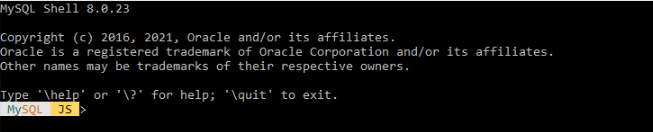 MySQL Shell 8.0.23
Copyright (c) 2016, 2021, Oracle and/or its affiliates.
Oracle is a registered trademark of Oracle Corporation and/or its affiliates.
Other names may be trademarks of their respective owners.
Type '\help' or '\?' for help; '\quit' to exit.
MySQL JS >